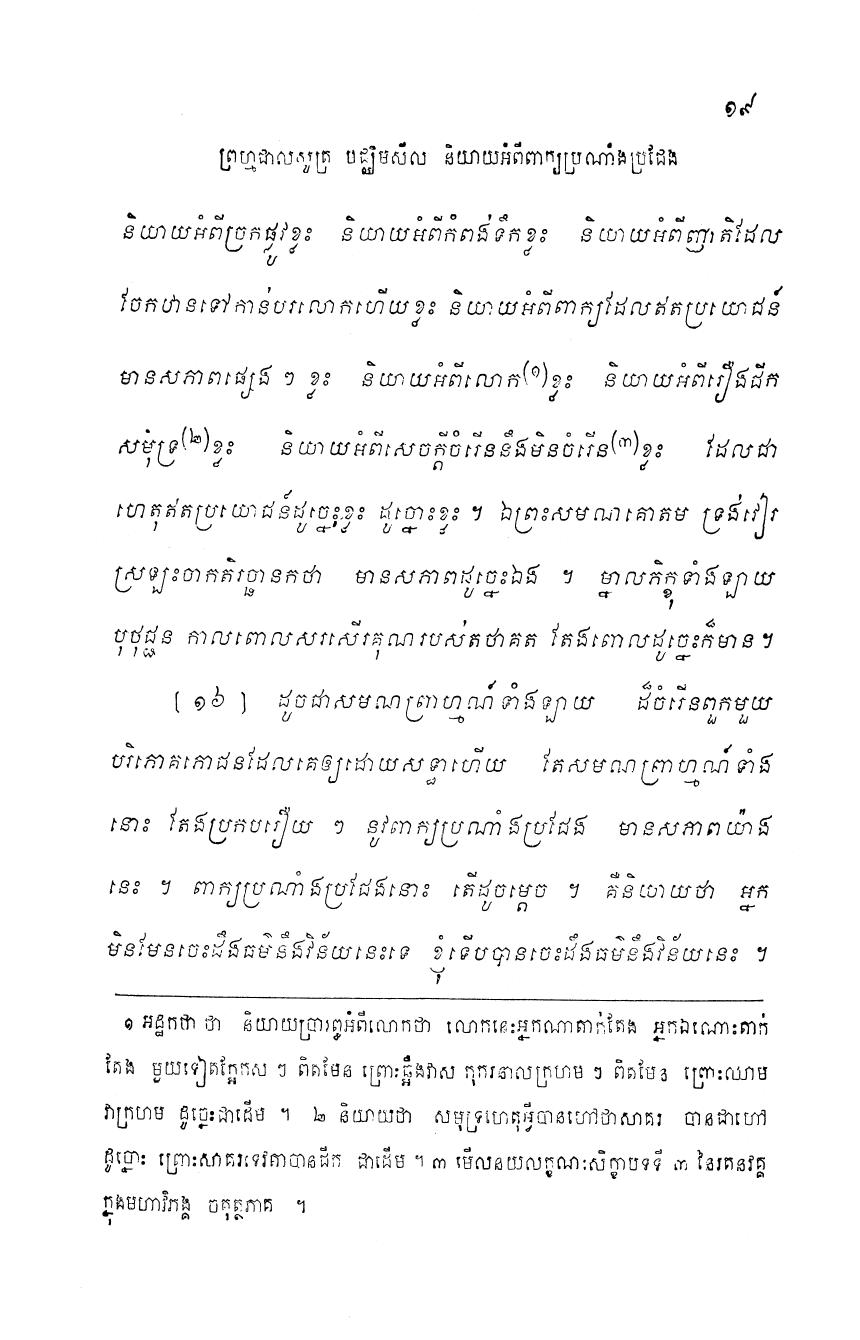 ១៩
ព្រហ្មជាលសូត្រ មជ្ឈិមសីល និយាយអំពីពាក្យប្រណាំងប្រជែង
និយាយអំពីច្រកផ្លូវខ្លះ និយាយអំពីកំពង់ទឹកខ្លះ និយាយអំពីញាតិដែល
ចែកឋានទៅកាន់បរលោកហើយខ្លះ និយាយអំពីពាក្យដែលឥតប្រយោជន៍
មានសភាពផ្សេង ៗ ខ្លះ និយាយអំពីលោក(១)ខ្លះ និយាយអំពីរឿងជីក
សមុទ្រ(២)ខ្លះ និយាយអំពីសេចក្តីចំរើននឹងមិនចំរើន(៣)ខ្លះ ដែលជា
ហេតុឥតប្រយោជន៍ដូច្នេះខ្លះ ដូច្នោះខ្លះ ។ ឯព្រះសមណគោតម ទ្រង់វៀរ
ស្រឡះចាកតិរច្ឆានកថា មានសភាពដូច្នេះឯង ។ ម្នាលភិក្ខុទាំងឡាយ
បុថុជ្ជន កាលពោលសរសើរគុណរបស់តថាគត តែងពោលដូច្នេះក៏មាន ។
[ ១៦ ] ដូចជាសមណព្រាហ្មណ៍ទាំងឡាយ ដ៏ចំរើនពួកមួយ
បរិភោគភោជនដែលគេឲ្យដោយសទ្ធាហើយ តែសមណព្រាហ្មណ៍ទាំង
នោះ តែងប្រកបរឿយ ៗ នូវពាក្យប្រណាំងប្រជែង មានសភាពយ៉ាង
នេះ ។ ពាក្យប្រណាំងប្រជែងនោះ តើដូចម្តេច ។ គឺនិយាយថា អ្នក
មិនមែនចេះដឹងធម៌នឹងវិន័យនេះទេ ខ្ញុំទើបបានចេះដឹងធម៌នឹងវិន័យនេះ ។
១ អដ្ឋកថា ថា និយាយប្រារព្ធអំពីលោកថា លោកនេះអ្នកណាតាក់តែង អ្នកឯណោះតាក់
តែង មួយទៀតក្អែកស ៗ ពិតមែន ព្រោះឆ្អឹងវាស កុករនាលក្រហម ៗ ពិតមែន ព្រោះឈាម
វាក្រហម ដូច្នេះជាដើម ។ ២ និយាយថា សមុទ្រហេតុអ្វីបានហៅថាសាគរ បានជាហៅ
ដូច្នោះ ព្រោះសាគរទេវតាបានជីក ជាដើម ។ ៣ មើលនយលក្ខណៈសិក្ខាបទទី ៣ នៃរតនវគ្គ
ក្នុងមហាវិភង្គ ចតុត្ថភាគ ។